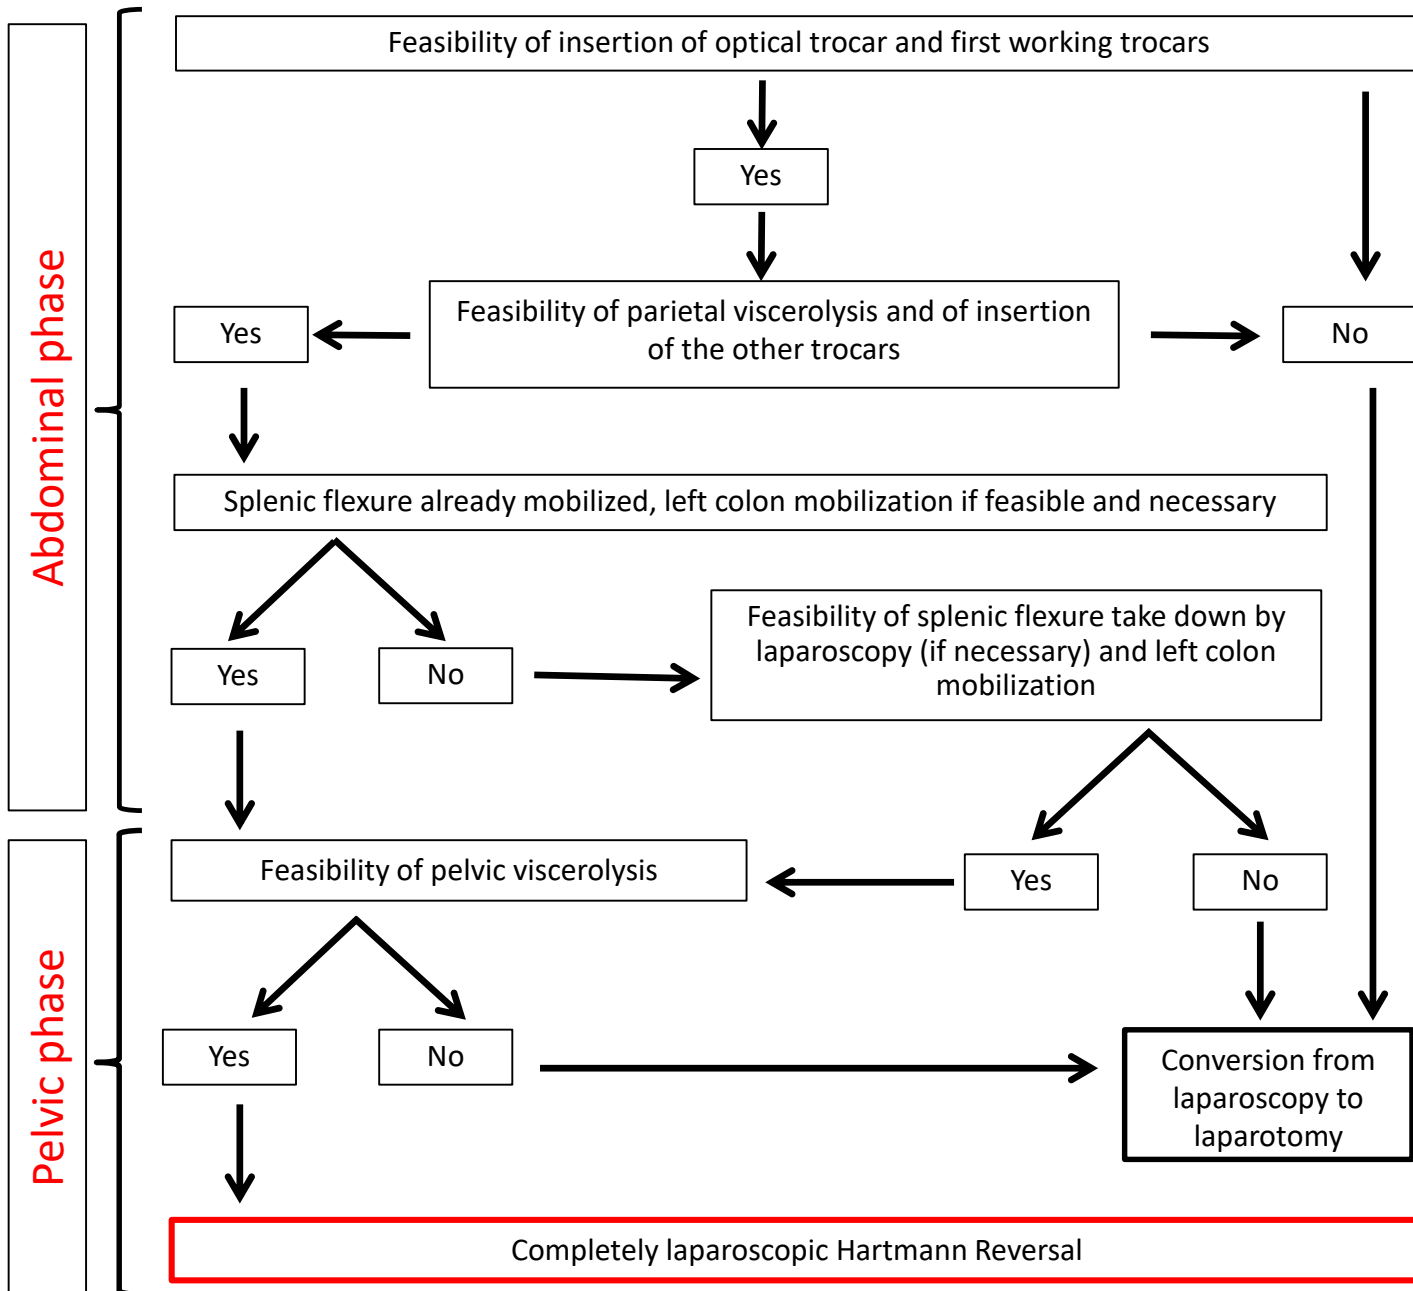 Abdominal phase
Feasibility of insertion of optical trocar and first working trocars
Yes
Feasibility of parietal viscerolysis and of insertion
of the other trocars
Yes
No
Splenic flexure already mobilized, left colon mobilization if feasible and necessary
Yes
No
Feasibility of splenic flexure take down by
laparoscopy (if necessary) and left colon
mobilization
Pelvic phase
Feasibility of pelvic viscerolysis
Yes
No
Yes
No
Conversion from
laparoscopy to
laparotomy
Completely laparoscopic Hartmann Reversal